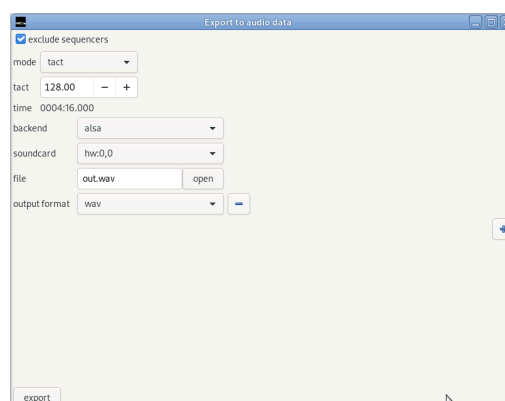 Export to audio data
exclude sequencers
mode tact
tact 128.00 − +
time 0004:16.000
backend alsa
soundcard hw:0,0
file out.wav open
output format wav
export